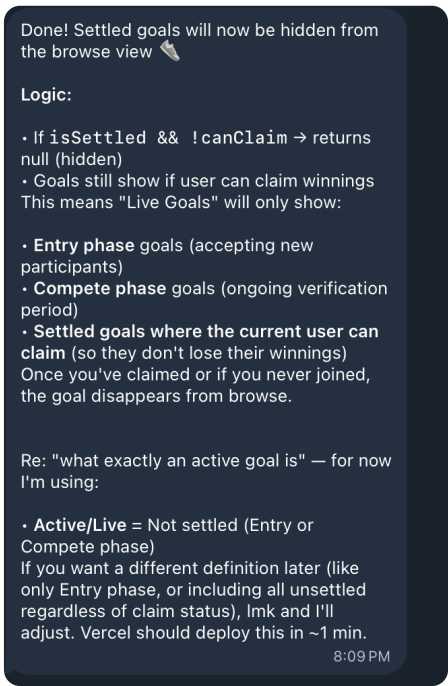 Done! Settled goals will now be hidden from
the browse view 👟
Logic:
• If isSettled && !canClaim → returns
null (hidden)
• Goals still show if user can claim winnings
This means "Live Goals" will only show:
• Entry phase goals (accepting new
participants)
• Compete phase goals (ongoing verification
period)
• Settled goals where the current user can
claim (so they don't lose their winnings)
Once you've claimed or if you never joined,
the goal disappears from browse.
Re: "what exactly an active goal is" — for now
I'm using:
• Active/Live = Not settled (Entry or
Compete phase)
If you want a different definition later (like
only Entry phase, or including all unsettled
regardless of claim status), lmk and I'll
adjust. Vercel should deploy this in ~1 min.
8:09 PM